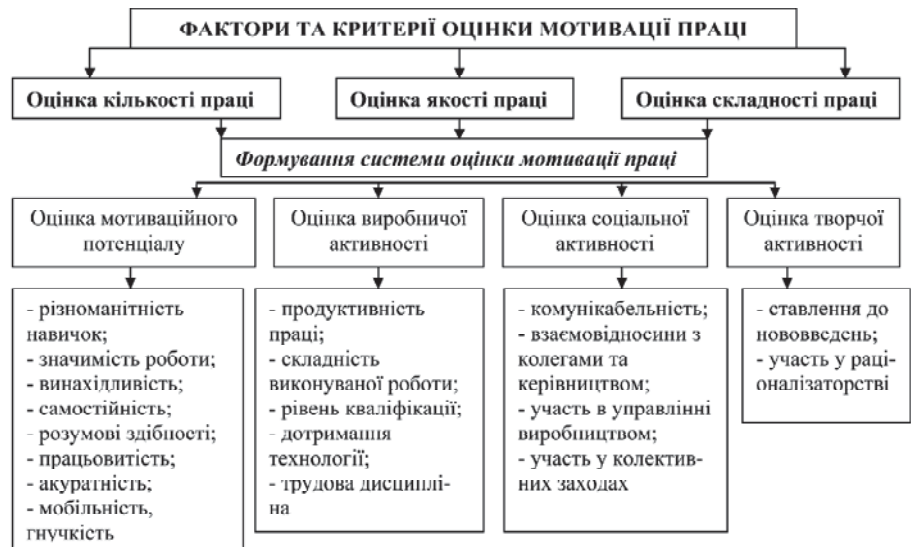 ФАКТОРИ ТА КРИТЕРІЇ ОЦІНКИ МОТИВАЦІЇ ПРАЦІ
Оцінка кількості праці
Оцінка якості праці
Оцінка складності праці
Формування системи оцінки мотивації праці
Оцінка мотиваційного
потенціалу
Оцінка виробничої
активності
Оцінка соціальної
активності
Оцінка творчої
активності
- різноманітність
навичок;
- значимість роботи;
- винахідливість;
- самостійність;
- розумові здібності;
- працьовитість;
- акуратність;
- мобільність,
гнучкість
- продуктивність
праці;
- складність
виконуваної роботи;
- рівень кваліфікації;
- дотримання
технології;
- трудова дисциплі-
на
- комунікабельність;
- взаємовідносини з
колегами та
керівництвом;
- участь в управлінні
виробництвом;
- участь у колектив-
них заходах
- ставлення до
нововведень;
- участь у раці-
оналізаторстві